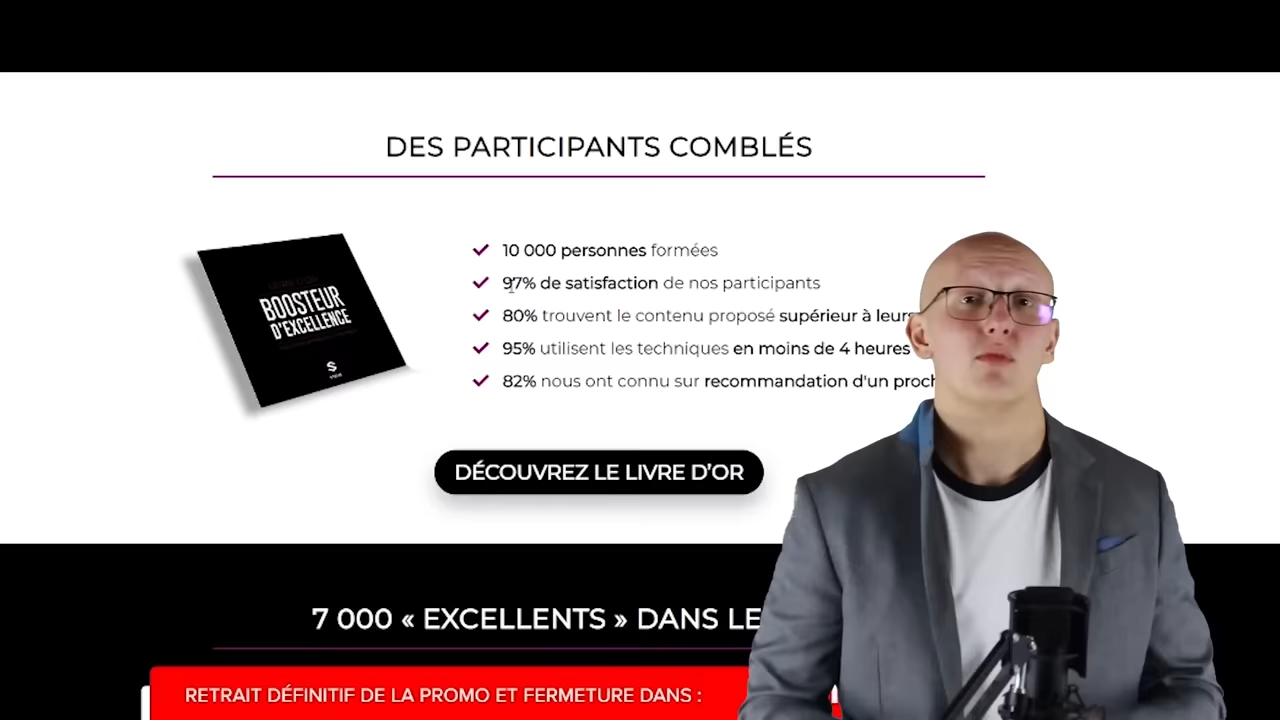 DES PARTICIPANTS COMBLÉS
BOOSTEUR
D'EXCELLENCE
10 000 personnes formées
97% de satisfaction de nos participants
80% trouvent le contenu proposé supérieur à leurs
95% utilisent les techniques en moins de 4 heures
82% nous ont connu sur recommandation d'un proch
DÉCOUVREZ LE LIVRE D'OR
7 000 « EXCELLENTS » DANS LE
RETRAIT DÉFINITIF DE LA PROMO ET FERMETURE DANS :